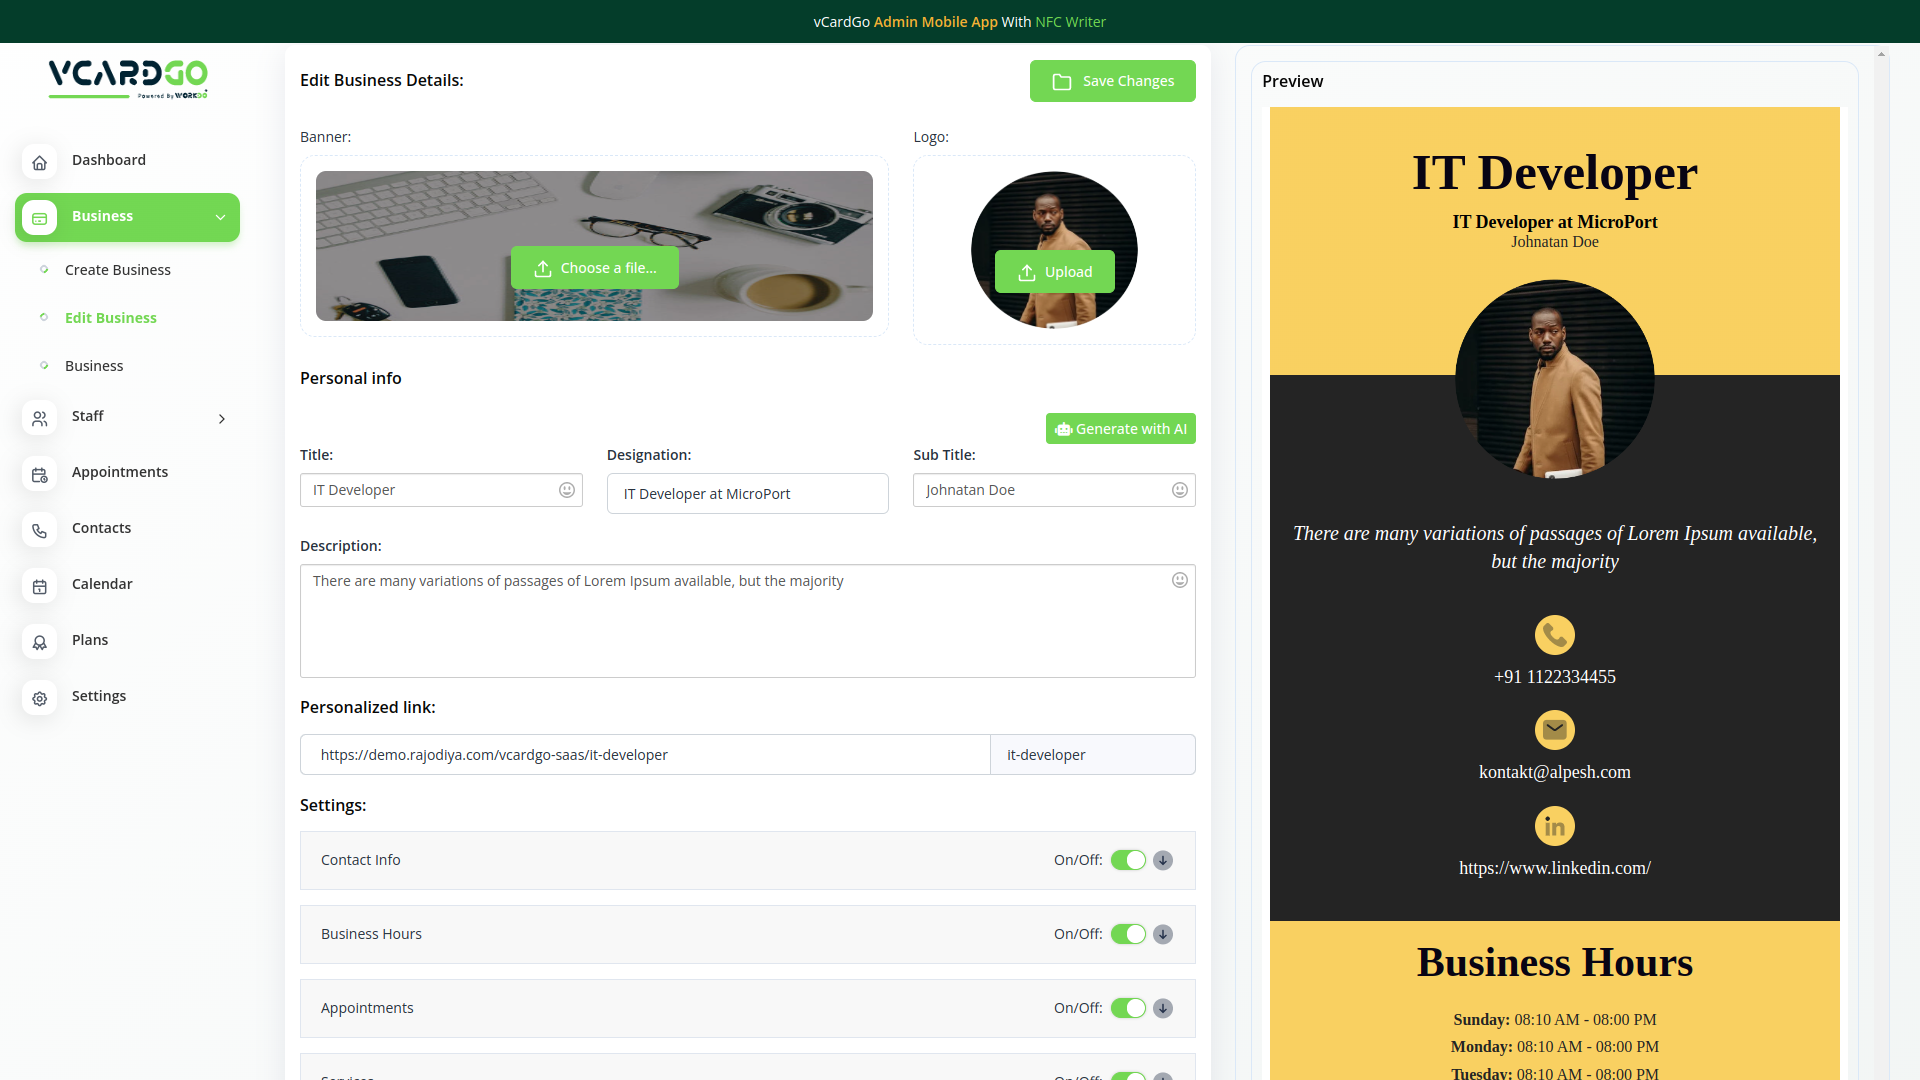 vCardGo Admin Mobile App With NFC Writer
VCARDGO
Powered By WORKDO
Dashboard
Business
Create Business
Edit Business
Business
Staff
Appointments
Contacts
Calendar
Plans
Settings
Edit Business Details:
Save Changes
Banner:
Logo:
Choose a file...
Upload
Personal info
Generate with AI
Title:
Designation:
Sub Title:
IT Developer
IT Developer at MicroPort
Johnatan Doe
Description:
There are many variations of passages of Lorem Ipsum available, but the majority
Personalized link:
https://demo.rajodiya.com/vcardgo-saas/it-developer
it-developer
Settings:
Contact Info
On/Off:
Business Hours
On/Off:
Appointments
On/Off:
Services
On/Off:
Preview
IT Developer
IT Developer at MicroPort
Johnatan Doe
There are many variations of passages of Lorem Ipsum available,
but the majority
+91 1122334455
kontakt@alpesh.com
https://www.linkedin.com/
Business Hours
Sunday: 08:10 AM - 08:00 PM
Monday: 08:10 AM - 08:00 PM
Tuesday: 08:10 AM - 08:00 PM